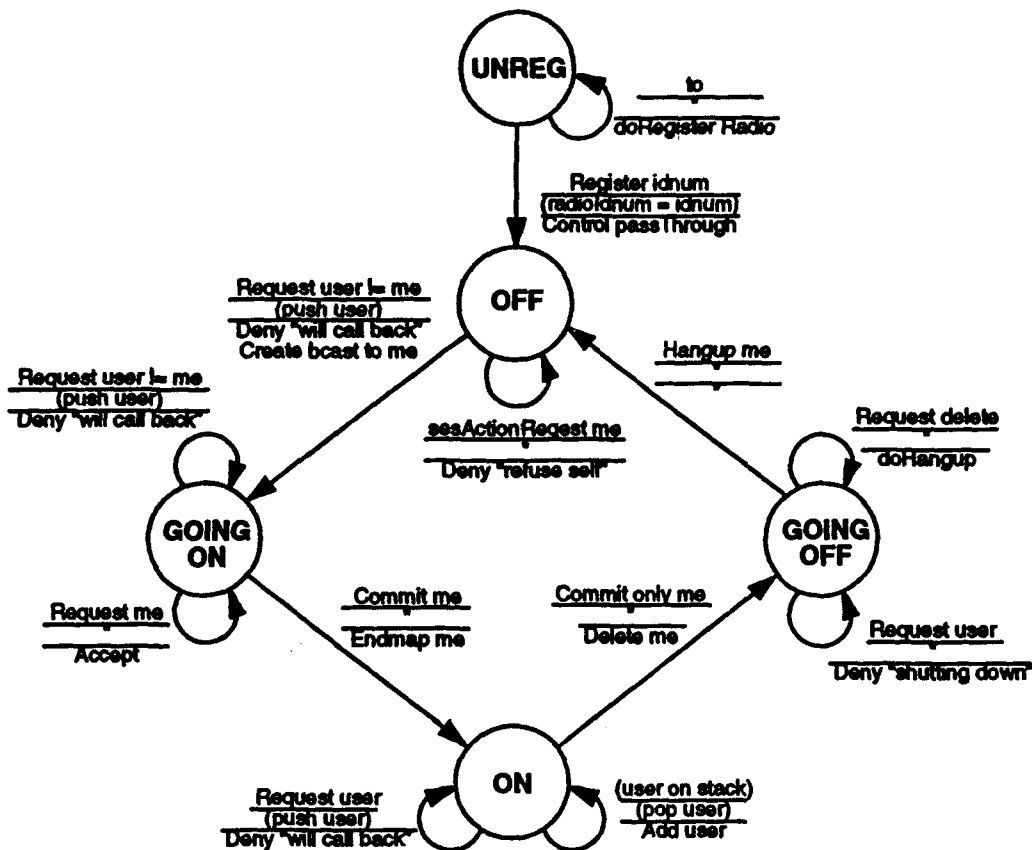 UNREG
to
"
doRegister Radio
Register idnum
(radioIdnum = idnum)
Control passThrough
OFF
Request user != me
(push user)
Deny "will call back"
Create bcast to me
Hangup me
"
"
Request user != me
(push user)
Deny "will call back"
sesActionReqest me
"
Deny "refuse self"
Request delete
"
doHangup
GOING
ON
GOING
OFF
Request me
"
Accept
Commit me
"
Endmap me
Commit only me
"
Delete me
Request user
"
Deny "shutting down"
ON
Request user
(push user)
Deny "will call back"
(user on stack)
(pop user)
Add user